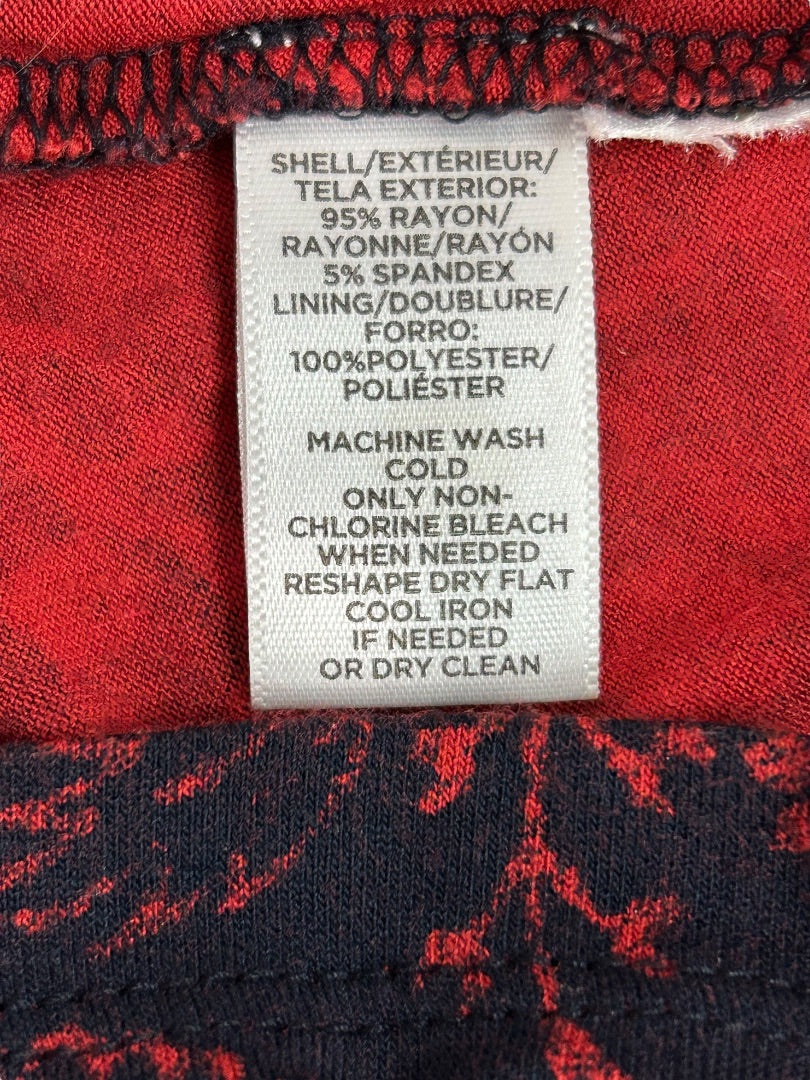 SHELL/EXTÉRIEUR/
TELA EXTERIOR:
95% RAYON/
RAYONNE/RAYÓN
5% SPANDEX
LINING/DOUBLURE/
FORRO:
100%POLYESTER/
POLIÉSTER
MACHINE WASH
COLD
ONLY NON-
CHLORINE BLEACH
WHEN NEEDED
RESHAPE DRY FLAT
COOL IRON
IF NEEDED
OR DRY CLEAN